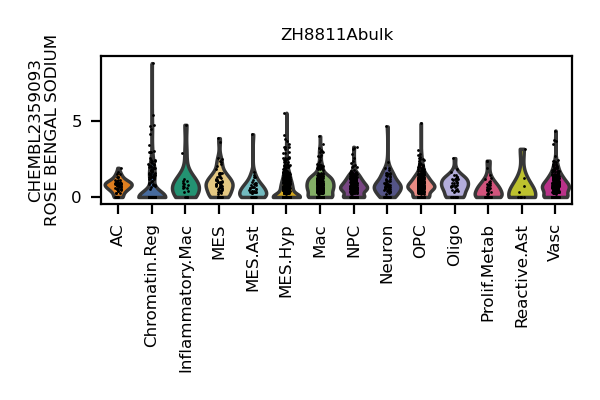 ZH8811Abulk
CHEMBL2359093
ROSE BENGAL SODIUM
5
0
AC
Chromatin.Reg
Inflammatory.Mac
MES
MES.Ast
MES.Hyp
Mac
NPC
Neuron
OPC
Oligo
Prolif.Metab
Reactive.Ast
Vasc